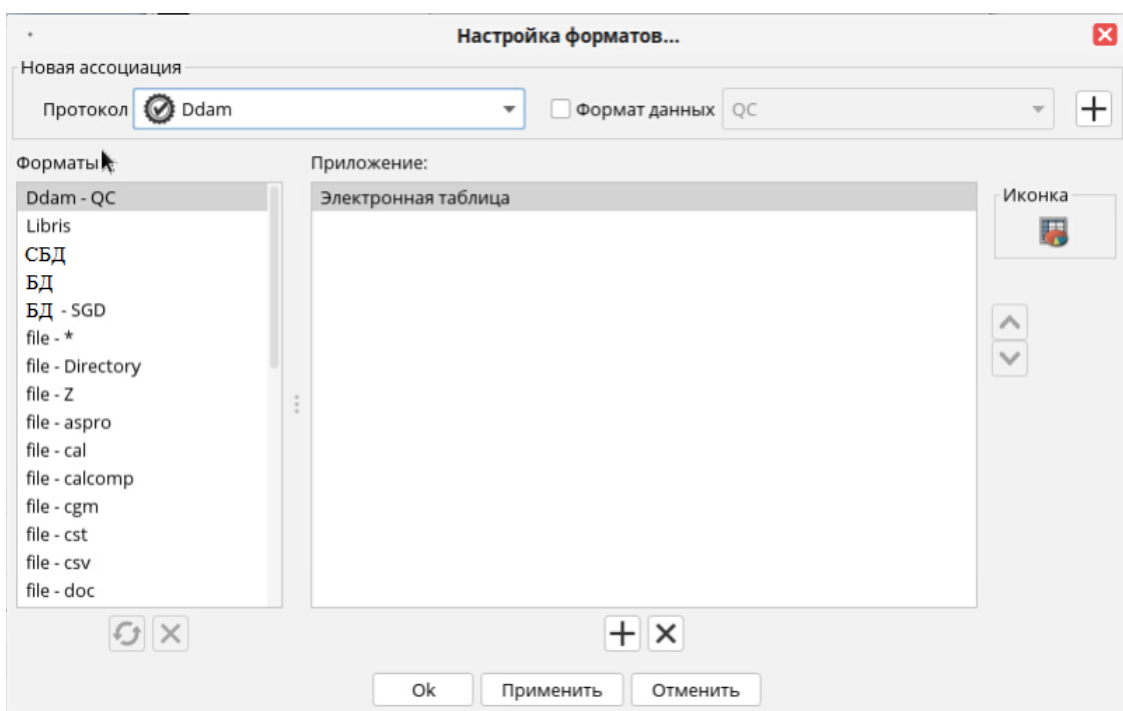 Настройка форматов...
Новая ассоциация
Протокол Ddam Формат данных QC
Форматы:
Приложение:
Ddam - QC
Libris
СБД
БД
БД - SGD
file - *
file - Directory
file - Z
file - aspro
file - cal
file - calcomp
file - cgm
file - cst
file - csv
file - doc
Электронная таблица
Иконка
Ok Применить Отменить